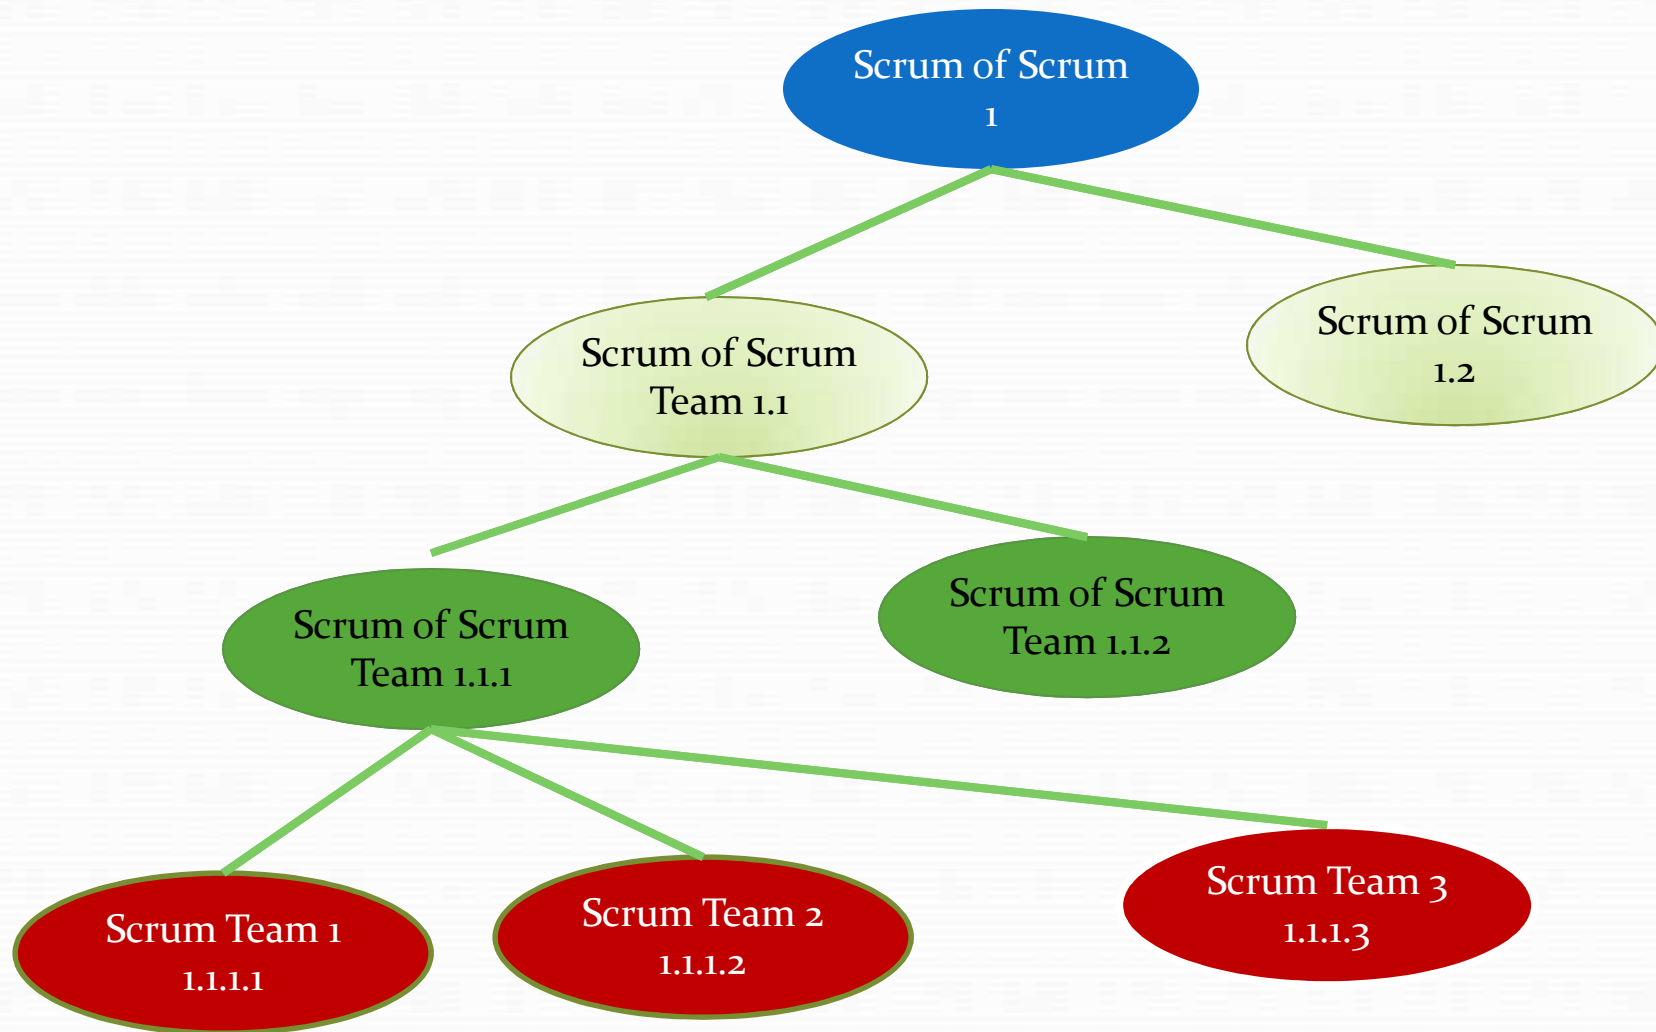 Scrum of Scrum
1
Scrum of Scrum
Team 1.1
Scrum of Scrum
1.2
Scrum of Scrum
Team 1.1.1
Scrum of Scrum
Team 1.1.2
Scrum Team 1
1.1.1.1
Scrum Team 2
1.1.1.2
Scrum Team 3
1.1.1.3